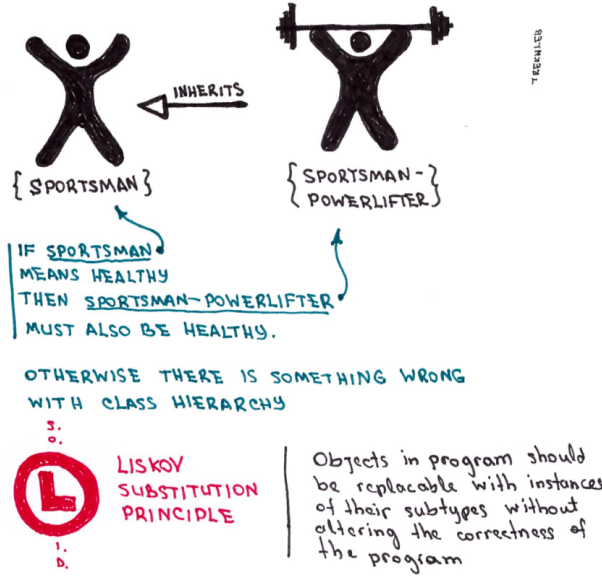 INHERITS
TREKHLEB
{ SPORTSMAN }
{ SPORTSMAN-
POWERLIFTER }
IF SPORTSMAN
MEANS HEALTHY
THEN SPORTSMAN-POWERLIFTER
MUST ALSO BE HEALTHY.
OTHERWISE THERE IS SOMETHING WRONG
WITH CLASS HIERARCHY
S.
O.
L
I.
D.
LISKOV
SUBSTITUTION
PRINCIPLE
Objects in program should
be replacable with instances
of their subtypes without
altering the correctness of
the program